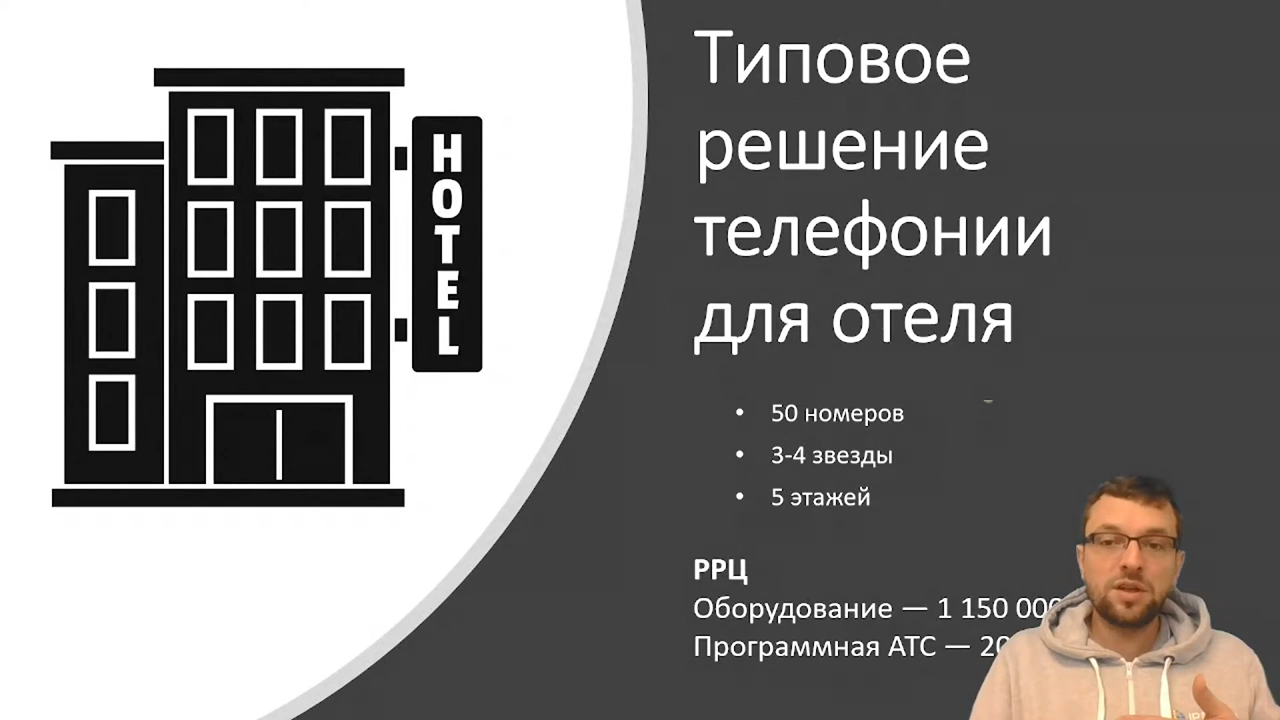 HOTEL
Типовое
решение
телефонии
для отеля
• 50 номеров
• 3-4 звезды
• 5 этажей
РРЦ
Оборудование — 1 150 000
Программная АТС —